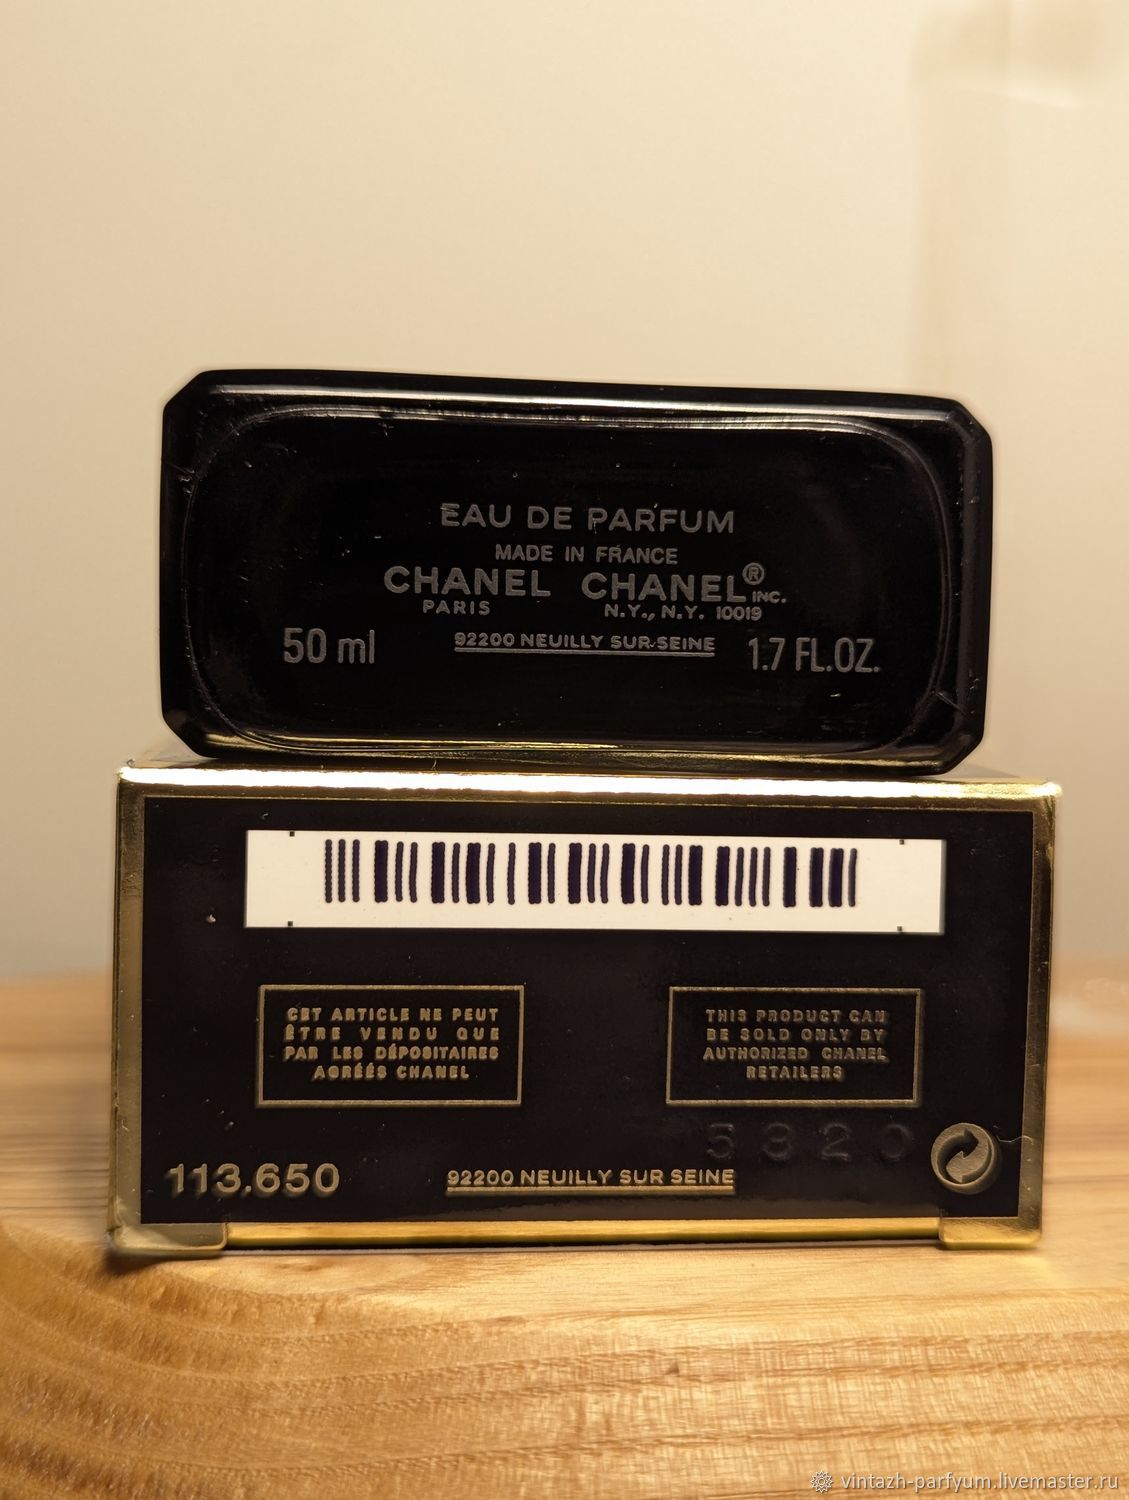 EAU DE PARFUM
MADE IN FRANCE
CHANEL CHANEL® INC.
PARIS N.Y., N.Y. 10019
50 ml 92200 NEUILLY SUR SEINE 1.7 FL.OZ.
CET ARTICLE NE PEUT
ÊTRE VENDU QUE
PAR LES DÉPOSITAIRES
AGRÉÉS CHANEL
THIS PRODUCT CAN
BE SOLD ONLY BY
AUTHORIZED CHANEL
RETAILERS
5320
113.650 92200 NEUILLY SUR SEINE
vintazh-parfyum.livemaster.ru